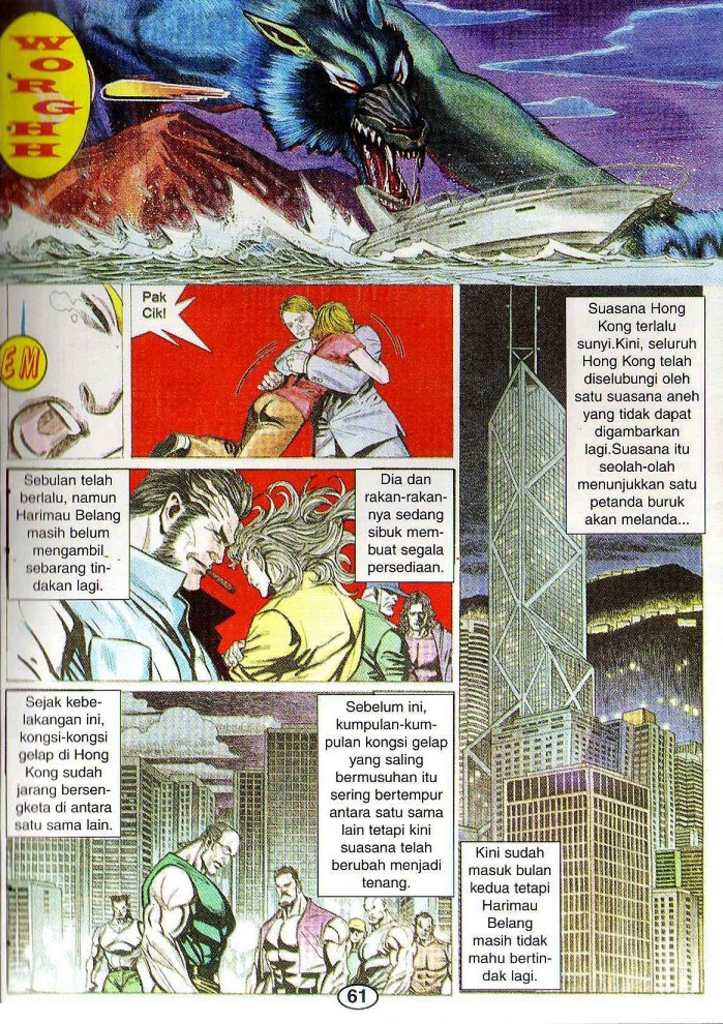 WORGHH
EM
Pak
Cik!
Sebulan telah
berlalu, namun
Harimau Belang
masih belum
mengambil
sebarang tin-
dakan lagi.
Dia dan
rakan-rakan-
nya sedang
sibuk mem-
buat segala
persediaan.
Sejak kebe-
lakangan ini,
kongsi-kongsi
gelap di Hong
Kong sudah
jarang bersen-
gketa di antara
satu sama lain.
Sebelum ini,
kumpulan-kum-
pulan kongsi gelap
yang saling
bermusuhan itu
sering bertempur
antara satu sama
lain tetapi kini
suasana telah
berubah menjadi
tenang.
Suasana Hong
Kong terlalu
sunyi.Kini, seluruh
Hong Kong telah
diselubungi oleh
satu suasana aneh
yang tidak dapat
digambarkan
lagi.Suasana itu
seolah-olah
menunjukkan satu
petanda buruk
akan melanda...
Kini sudah
masuk bulan
kedua tetapi
Harimau
Belang
masih tidak
mahu bertin-
dak lagi.
61